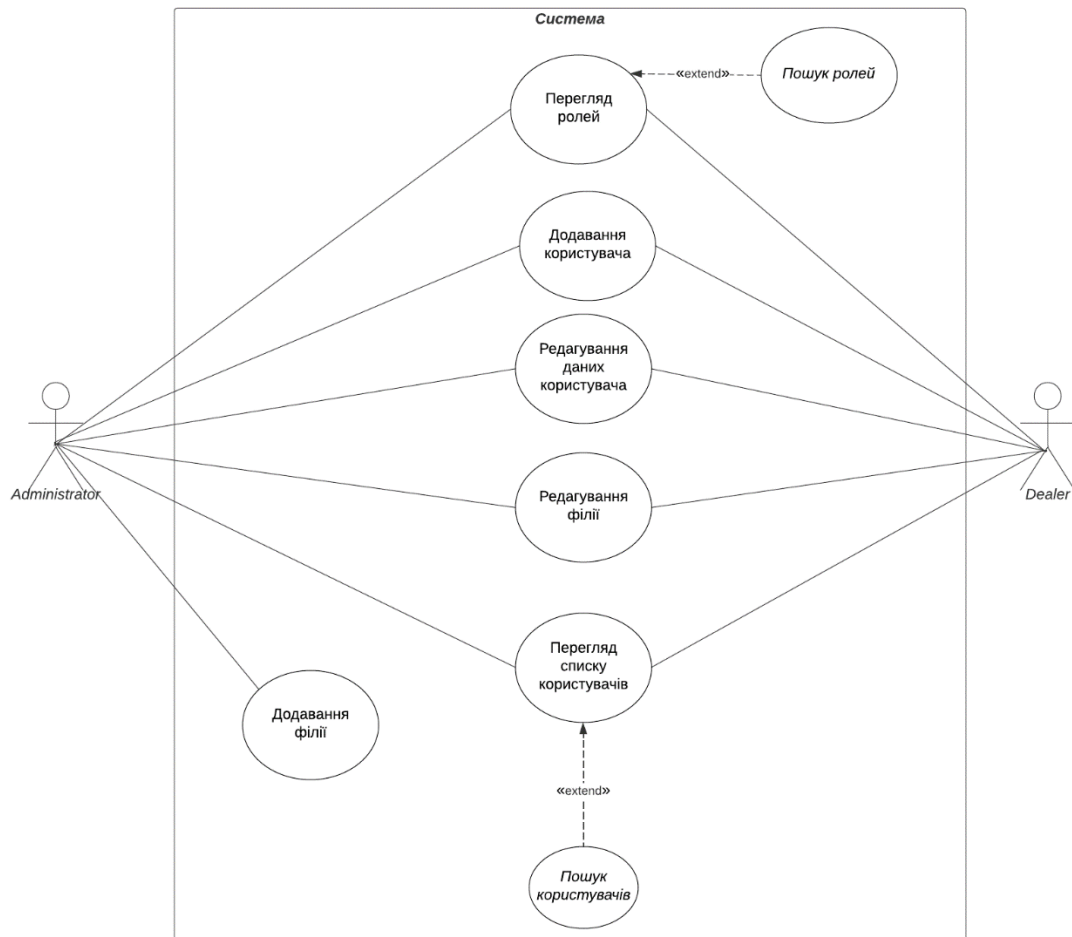 Система
«extend»
Пошук ролей
Перегляд
ролей
Додавання
користувача
Редагування
даних
користувача
Administrator
Dealer
Редагування
філії
Перегляд
списку
користувачів
Додавання
філії
«extend»
Пошук
користувачів